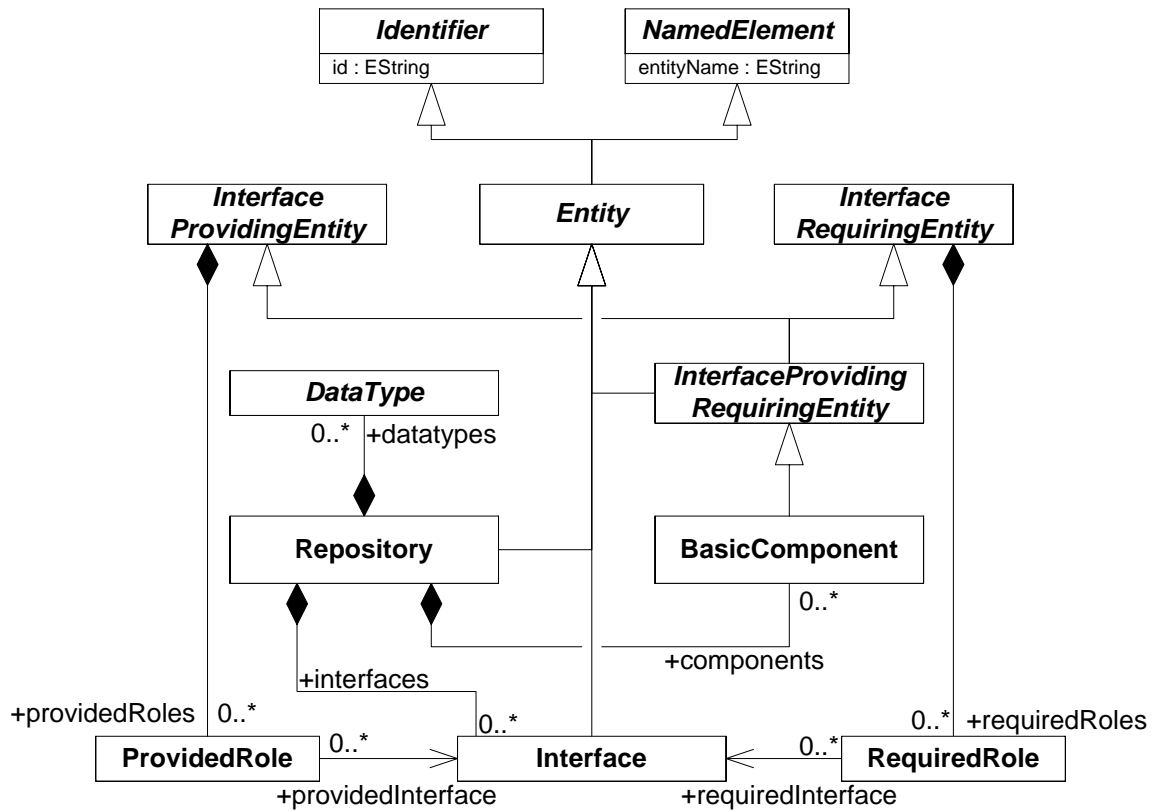 Identifier
id : EString
NamedElement
entityName : EString
Interface
ProvidingEntity
Entity
Interface
RequiringEntity
DataType
InterfaceProviding
RequiringEntity
0..*
+datatypes
Repository
BasicComponent
0..*
+components
+interfaces
+providedRoles
0..*
0..*
0..*
+requiredRoles
ProvidedRole
0..*
Interface
0..*
RequiredRole
+providedInterface
+requiredInterface